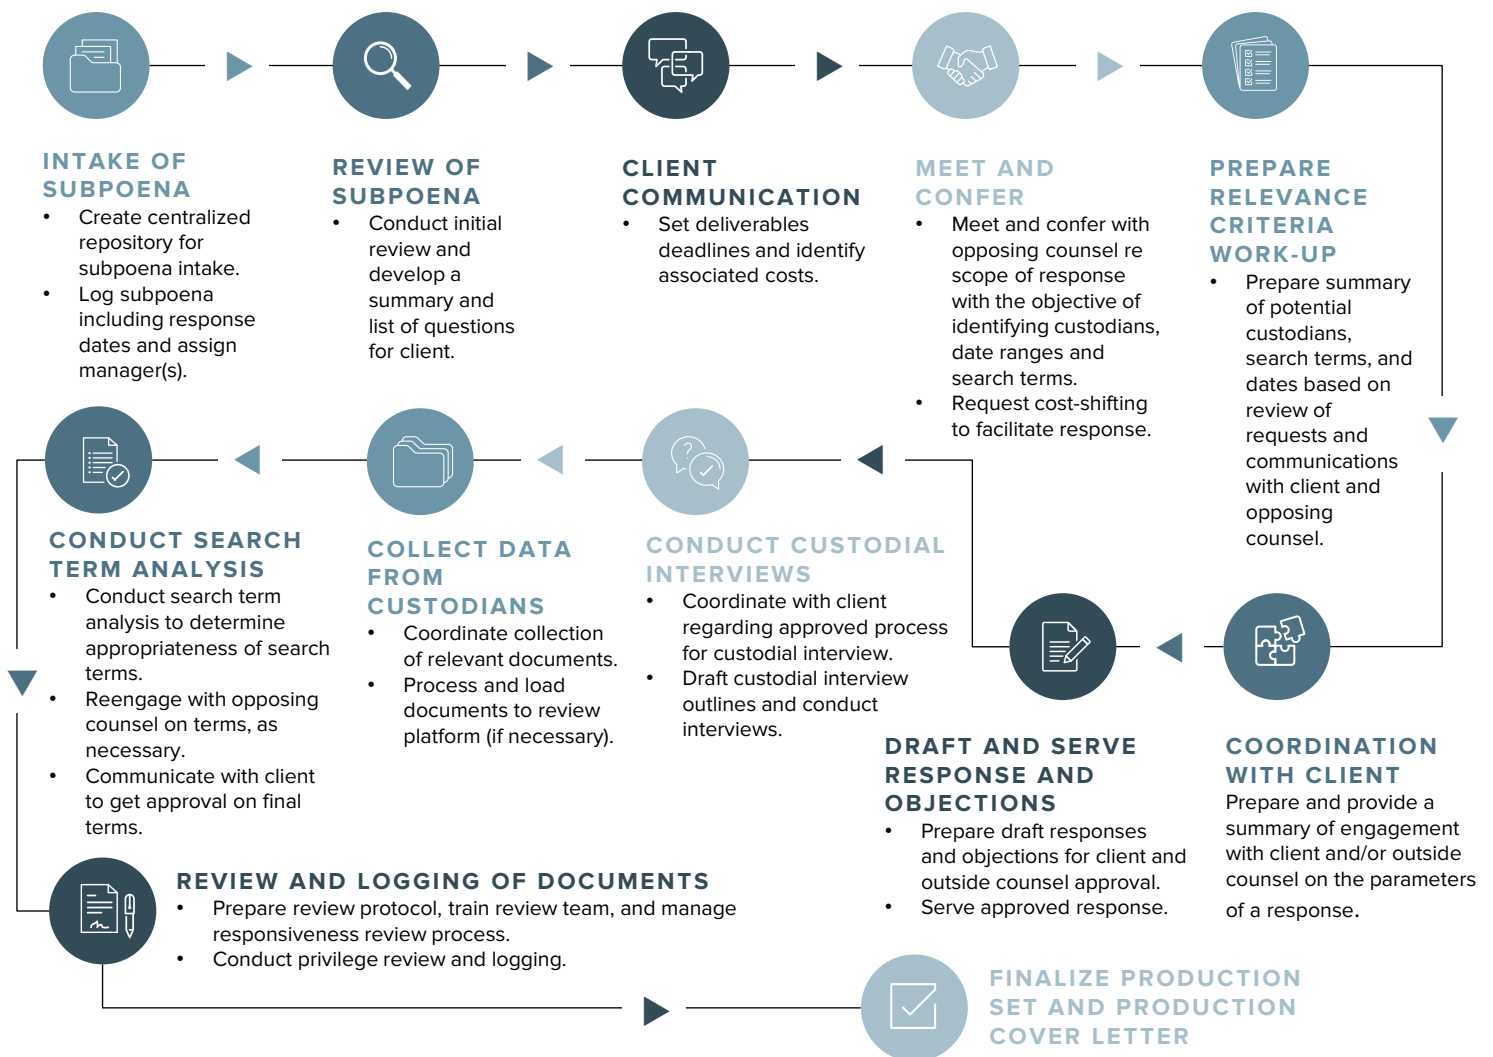 INTAKE OF
SUBPOENA
• Create centralized
repository for
subpoena intake.
• Log subpoena
including response
dates and assign
manager(s).
REVIEW OF
SUBPOENA
• Conduct initial
review and
develop a
summary and
list of questions
for client.
CLIENT
COMMUNICATION
• Set deliverables
deadlines and identify
associated costs.
MEET AND
CONFER
• Meet and confer with
opposing counsel re
scope of response
with the objective of
identifying custodians,
date ranges and
search terms.
• Request cost-shifting
to facilitate response.
PREPARE
RELEVANCE
CRITERIA
WORK-UP
• Prepare summary
of potential
custodians,
search terms, and
dates based on
review of
requests and
communications
with client and
opposing
counsel.
COORDINATION
WITH CLIENT
Prepare and provide a
summary of engagement
with client and/or outside
counsel on the parameters
of a response.
DRAFT AND SERVE
RESPONSE AND
OBJECTIONS
• Prepare draft responses
and objections for client and
outside counsel approval.
• Serve approved response.
CONDUCT CUSTODIAL
INTERVIEWS
• Coordinate with client
regarding approved process
for custodial interview.
• Draft custodial interview
outlines and conduct
interviews.
COLLECT DATA
FROM
CUSTODIANS
• Coordinate collection
of relevant documents.
• Process and load
documents to review
platform (if necessary).
CONDUCT SEARCH
TERM ANALYSIS
• Conduct search term
analysis to determine
appropriateness of search
terms.
• Reengage with opposing
counsel on terms, as
necessary.
• Communicate with client
to get approval on final
terms.
REVIEW AND LOGGING OF DOCUMENTS
• Prepare review protocol, train review team, and manage
responsiveness review process.
• Conduct privilege review and logging.
FINALIZE PRODUCTION
SET AND PRODUCTION
COVER LETTER